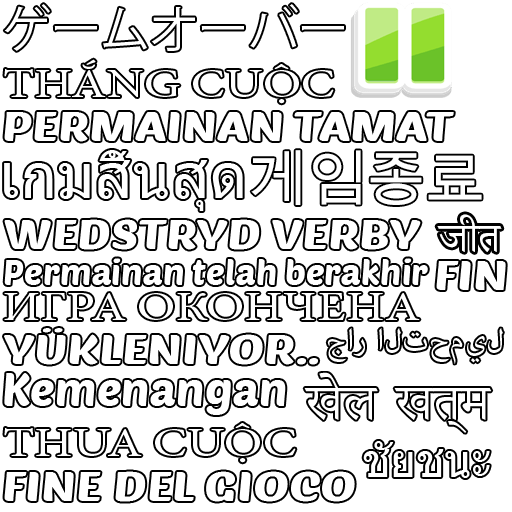 ゲームオーバー
THẮNG CUỘC
PERMAINAN TAMAT
เกมสิ้นสุด게임종료
WEDSTRYD VERBY जीत
Permainan telah berakhir FIN
ИГРА ОКОНЧЕНА
YÜKLENIYOR.. جار التحميل
Kemenangan
खेल खत्म
THUA CUỘC
ชัยชนะ
FINE DEL GIOCO